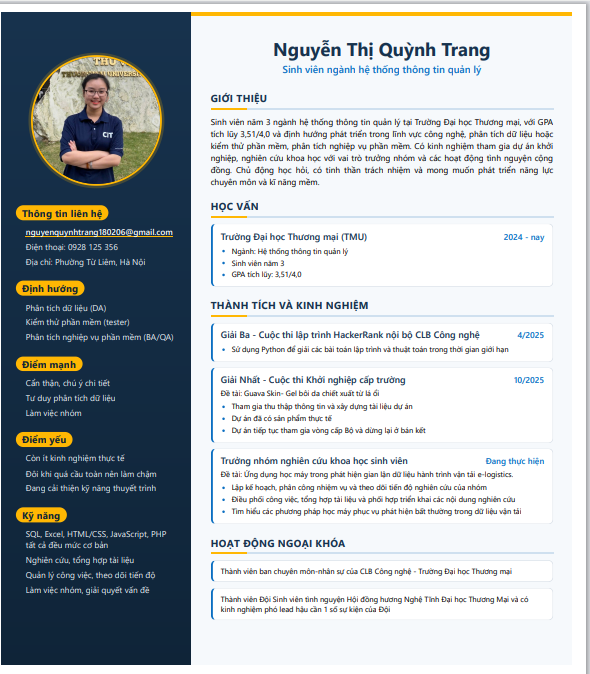 THU
THUONGMAI UNIVERSI
CIT
Thông tin liên hệ
nguyenquynhtrang180206@gmail.com
Điện thoại: 0928 125 356
Địa chỉ: Phường Từ Liêm, Hà Nội
Định hướng
Phân tích dữ liệu (DA)
Kiểm thử phần mềm (tester)
Phân tích nghiệp vụ phần mềm (BA/QA)
Điểm mạnh
Cẩn thận, chú ý chi tiết
Tư duy phân tích dữ liệu
Làm việc nhóm
Điểm yếu
Còn ít kinh nghiệm thực tế
Đôi khi quá cầu toàn nên làm chậm
Đang cải thiện kỹ năng thuyết trình
Kỹ năng
SQL, Excel, HTML/CSS, JavaScript, PHP
tất cả đều mức cơ bản
Nghiên cứu, tổng hợp tài liệu
Quản lý công việc, theo dõi tiến độ
Làm việc nhóm, giải quyết vấn đề
Nguyễn Thị Quỳnh Trang
Sinh viên ngành hệ thống thông tin quản lý
GIỚI THIỆU
Sinh viên năm 3 ngành hệ thống thông tin quản lý tại Trường Đại học Thương mại, với GPA
tích lũy 3,51/4,0 và định hướng phát triển trong lĩnh vực công nghệ, phân tích dữ liệu hoặc
kiểm thử phần mềm, phân tích nghiệp vụ phần mềm. Có kinh nghiệm tham gia dự án khởi
nghiệp, nghiên cứu khoa học với vai trò trưởng nhóm và các hoạt động tình nguyện cộng
đồng. Chủ động học hỏi, có tinh thần trách nhiệm và mong muốn phát triển năng lực
chuyên môn và kĩ năng mềm.
HỌC VẤN
Trường Đại học Thương mại (TMU) 2024 - nay
• Ngành: Hệ thống thông tin quản lý
• Sinh viên năm 3
• GPA tích lũy: 3,51/4,0
THÀNH TÍCH VÀ KINH NGHIỆM
Giải Ba - Cuộc thi lập trình HackerRank nội bộ CLB Công nghệ 4/2025
• Sử dụng Python để giải các bài toán lập trình và thuật toán trong thời gian giới hạn
Giải Nhất - Cuộc thi Khởi nghiệp cấp trường 10/2025
Đề tài: Guava Skin- Gel bôi da chiết xuất từ lá ổi
• Tham gia thu thập thông tin và xây dựng tài liệu dự án
• Dự án đã có sản phẩm thực tế
• Dự án tiếp tục tham gia vòng cấp Bộ và dừng lại ở bán kết
Trưởng nhóm nghiên cứu khoa học sinh viên Đang thực hiện
Đề tài: Ứng dụng học máy trong phát hiện gian lận dữ liệu hành trình vận tải e-logistics.
• Lập kế hoạch, phân công nhiệm vụ và theo dõi tiến độ nghiên cứu của nhóm
• Điều phối công việc, tổng hợp tài liệu và phối hợp triển khai các nội dung nghiên cứu
• Tìm hiểu các phương pháp học máy phục vụ phát hiện bất thường trong dữ liệu vận tải
HOẠT ĐỘNG NGOẠI KHÓA
Thành viên ban chuyên môn-nhân sự của CLB Công nghệ - Trường Đại học Thương mại
Thành viên Đội Sinh viên tình nguyện Hội đồng hương Nghệ Tĩnh Đại học Thương Mại và có
kinh nghiệm phó lead hậu cần 1 số sự kiện của Đội